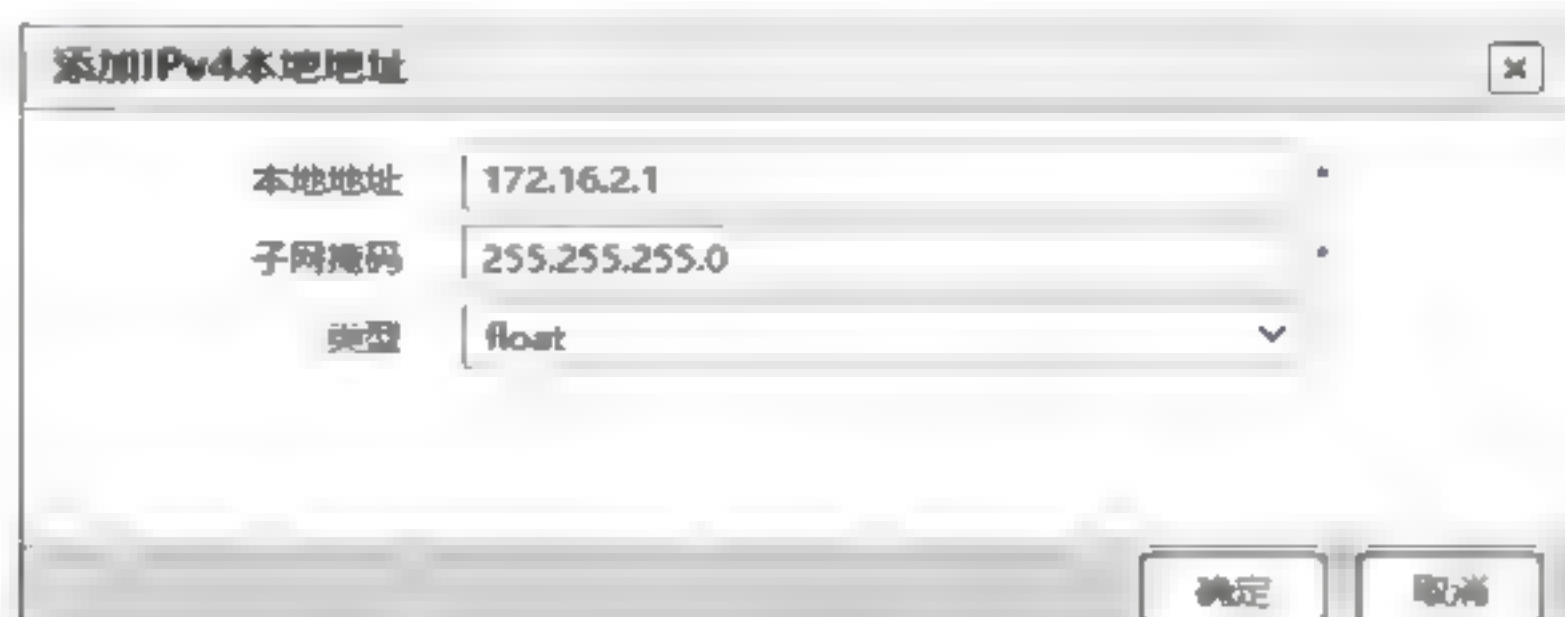 添加IPv4本地地址
本地地址 172.16.2.1 *
子网掩码 255.255.255.0 *
类型 float
确定 取消